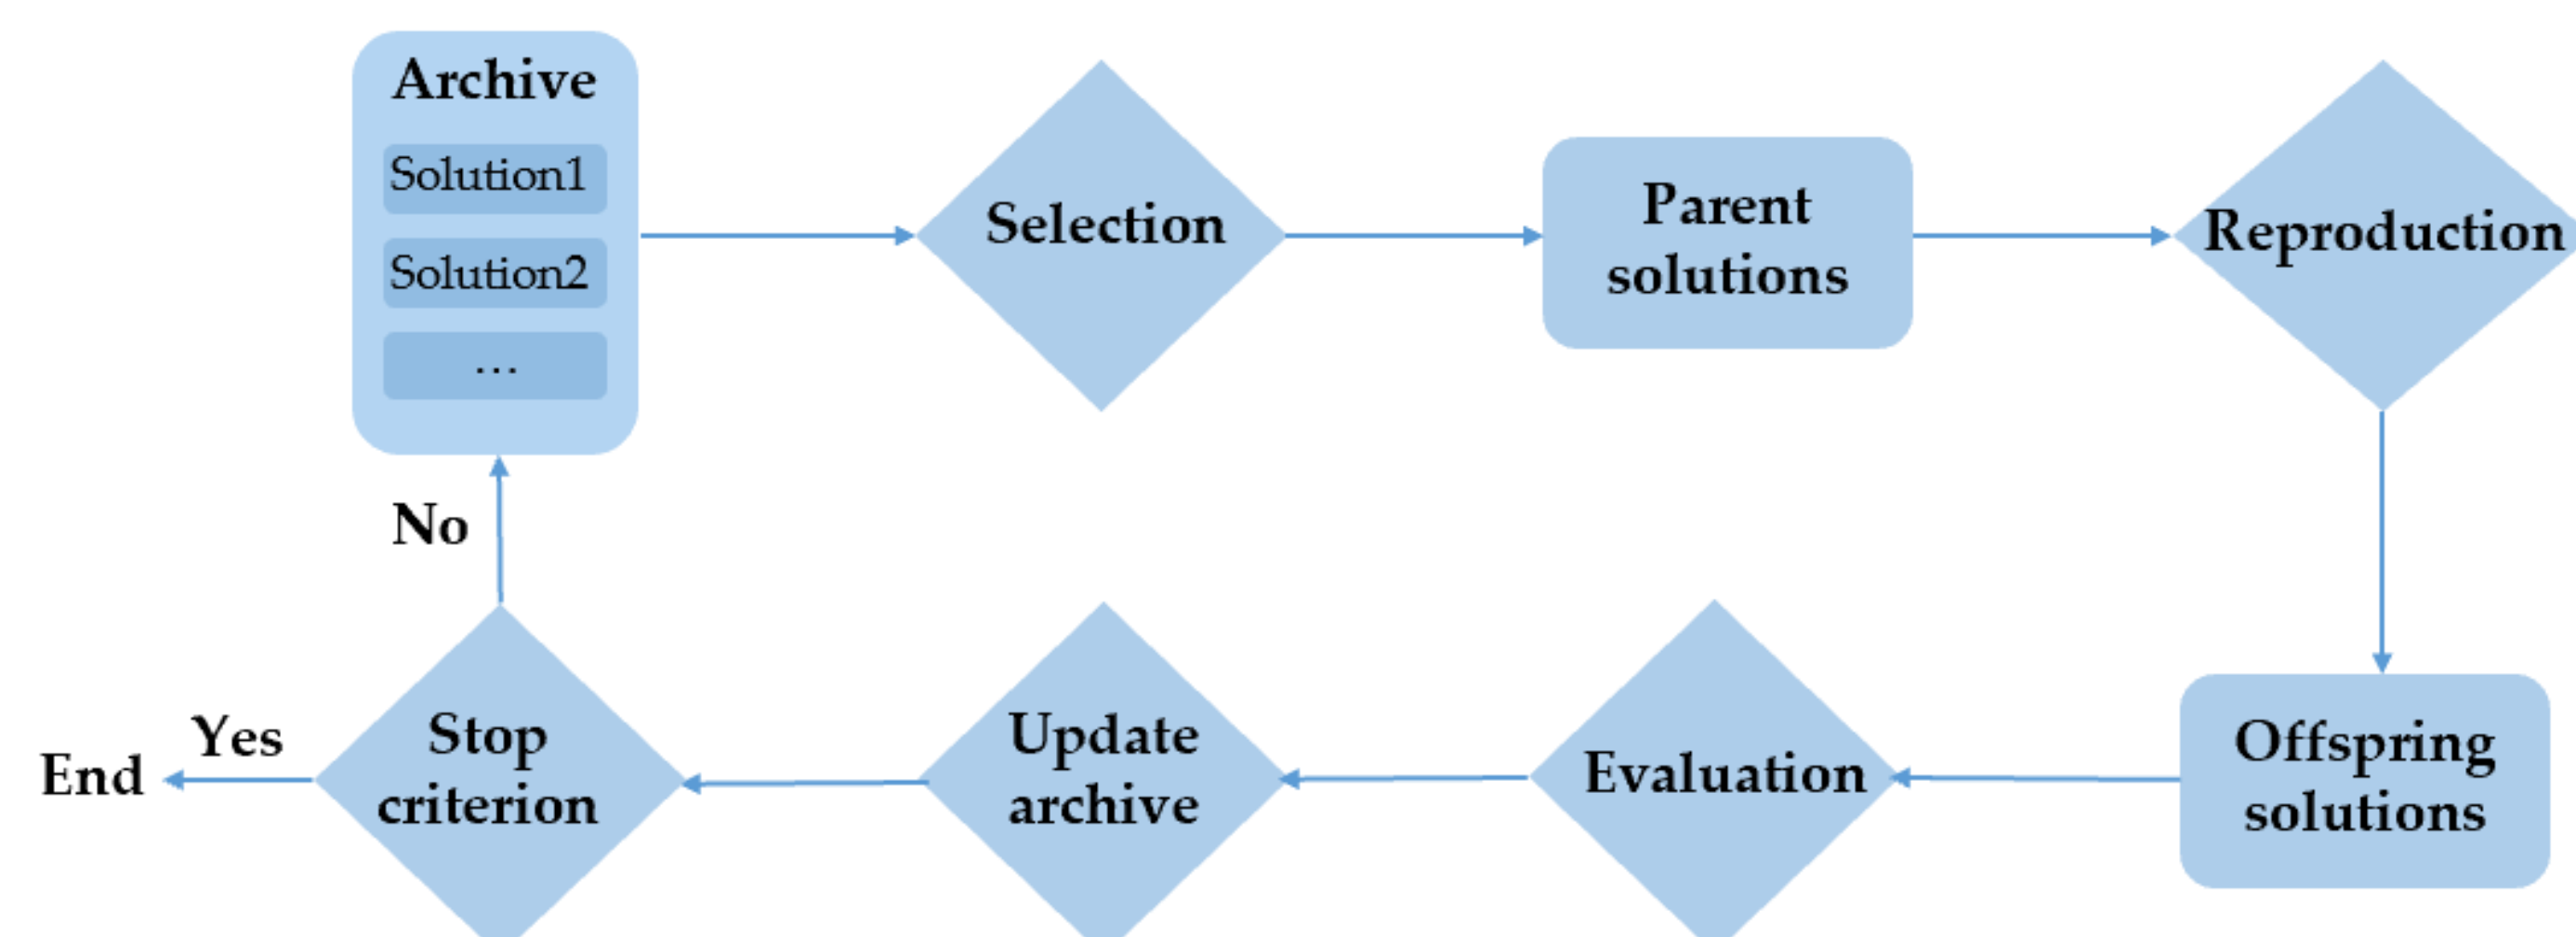 Archive
Solution1
Solution2
...
Selection
Parent
solutions
Reproduction
No
End
Yes
Stop
criterion
Update
archive
Evaluation
Offspring
solutions